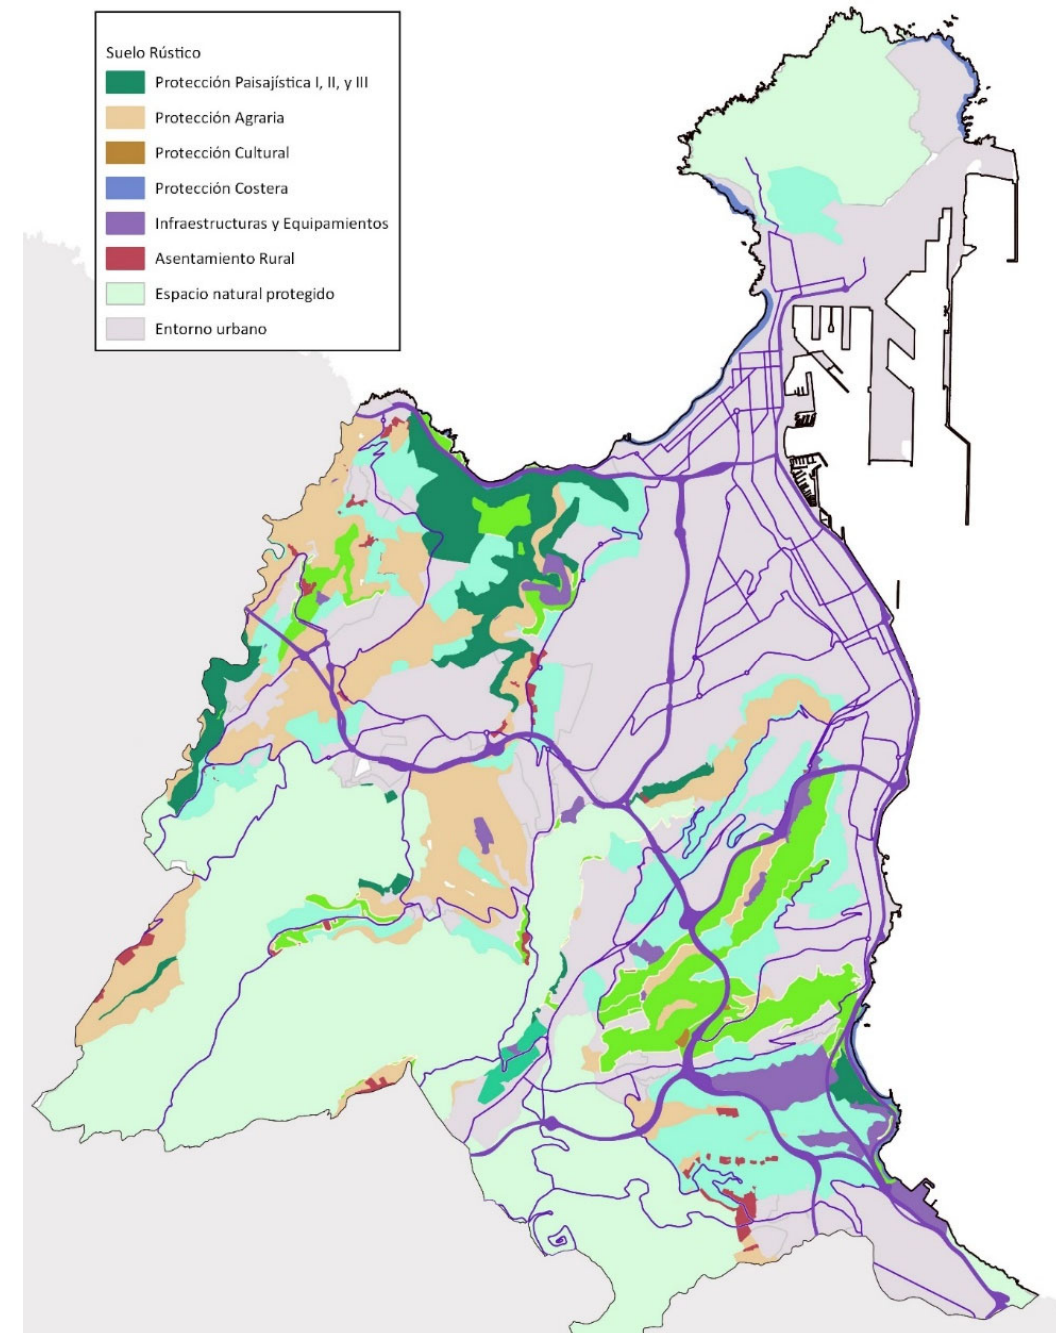 Suelo Rústico
Protección Paisajística I, II, y III
Protección Agraria
Protección Cultural
Protección Costera
Infraestructuras y Equipamientos
Asentamiento Rural
Espacio natural protegido
Entorno urbano